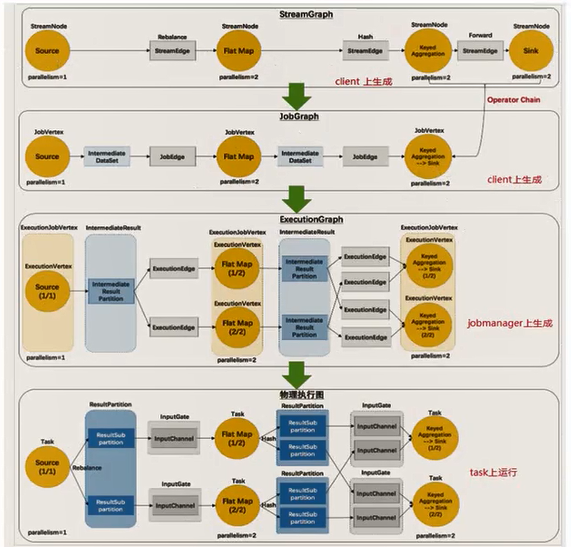 StreamGraph
StreamNode
Source
parallelism=1
Rebalance
StreamEdge
StreamNode
Flat Map
parallelism=2
Hash
StreamEdge
StreamNode
Keyed
Aggregation
parallelism=2
Forward
StreamEdge
StreamNode
Sink
parallelism=2
client 上生成
Operator Chain
JobGraph
JobVertex
Source
parallelism=1
Intermediate
DataSet
JobEdge
JobVertex
Flat Map
parallelism=2
Intermediate
DataSet
JobEdge
JobVertex
Keyed
Aggregation
--> Sink
parallelism=2
client上生成
ExecutionGraph
ExecutionJobVertex
ExecutionVertex
Source
(1/1)
parallelism=1
IntermediateResult
Intermediate
Result
Partition
ExecutionEdge
ExecutionEdge
ExecutionJobVertex
ExecutionVertex
Flat Map
(1/2)
ExecutionVertex
Flat Map
(2/2)
parallelism=2
IntermediateResult
Intermediate
Result
Partition
Intermediate
Result
Partition
ExecutionEdge
ExecutionEdge
ExecutionEdge
ExecutionEdge
ExecutionJobVertex
ExecutionVertex
Keyed
Aggregation
--> Sink
(1/2)
ExecutionVertex
Keyed
Aggregation
--> Sink
(2/2)
parallelism=2
jobmanager上生成
物理执行图
Task
Source
(1/1)
parallelism=1
Rebalance
ResultPartition
ResultSub
partition
ResultSub
partition
InputGate
InputChannel
InputGate
InputChannel
Task
Flat Map
(1/2)
Hash
Task
Flat Map
(2/2)
Hash
parallelism=2
ResultPartition
ResultSub
partition
ResultSub
partition
ResultPartition
ResultSub
partition
ResultSub
partition
InputGate
InputChannel
InputChannel
InputGate
InputChannel
InputChannel
Task
Keyed
Aggregation
--> Sink
(1/2)
Task
Keyed
Aggregation
--> Sink
(2/2)
parallelism=2
task上运行